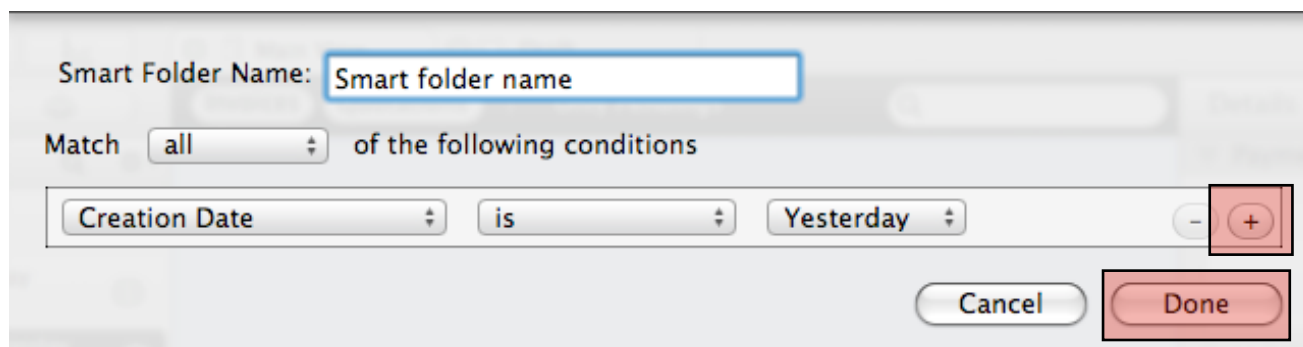 Smart Folder Name: Smart folder name
Match all of the following conditions
Creation Date is Yesterday - +
Cancel Done